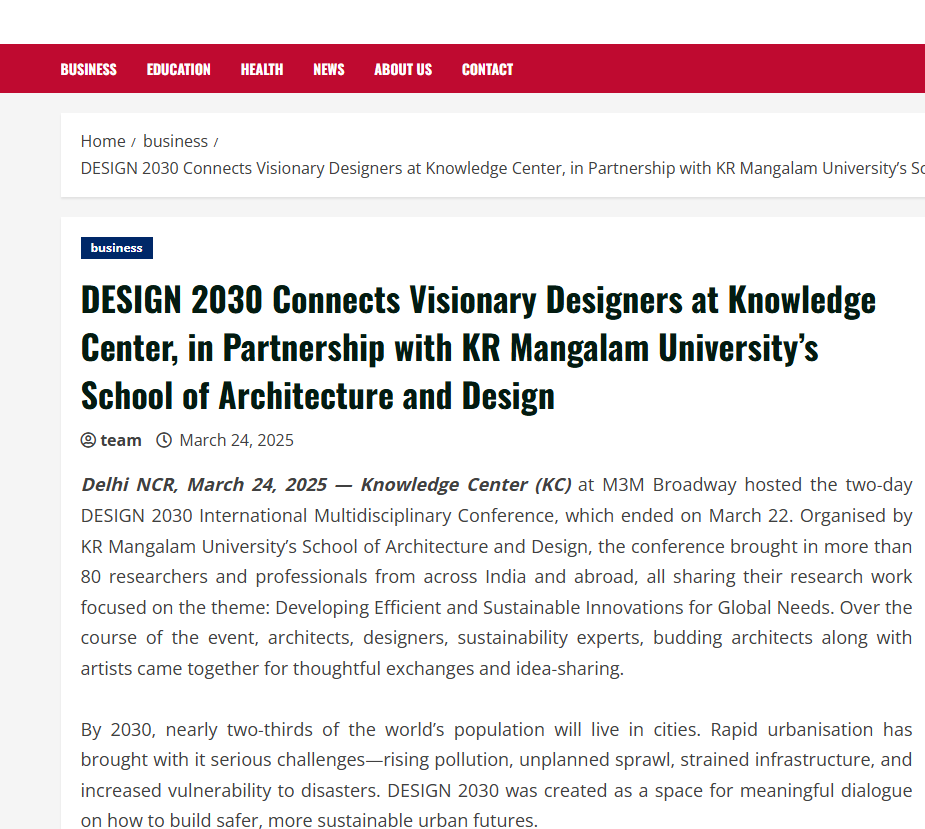 BUSINESS EDUCATION HEALTH NEWS ABOUT US CONTACT
Home / business /
DESIGN 2030 Connects Visionary Designers at Knowledge Center, in Partnership with KR Mangalam University’s
business
DESIGN 2030 Connects Visionary Designers at Knowledge
Center, in Partnership with KR Mangalam University’s
School of Architecture and Design
team March 24, 2025
Delhi NCR, March 24, 2025 — Knowledge Center (KC) at M3M Broadway hosted the two-day
DESIGN 2030 International Multidisciplinary Conference, which ended on March 22. Organised by
KR Mangalam University’s School of Architecture and Design, the conference brought in more than
80 researchers and professionals from across India and abroad, all sharing their research work
focused on the theme: Developing Efficient and Sustainable Innovations for Global Needs. Over the
course of the event, architects, designers, sustainability experts, budding architects along with
artists came together for thoughtful exchanges and idea-sharing.
By 2030, nearly two-thirds of the world’s population will live in cities. Rapid urbanisation has
brought with it serious challenges—rising pollution, unplanned sprawl, strained infrastructure, and
increased vulnerability to disasters. DESIGN 2030 was created as a space for meaningful dialogue
on how to build safer, more sustainable urban futures.